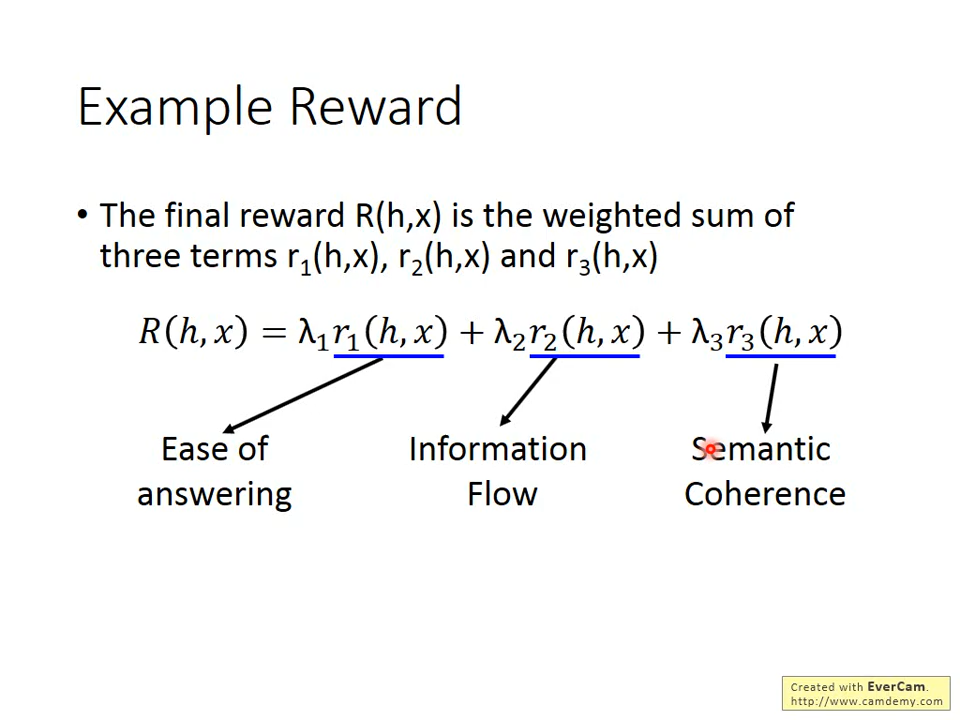 Example Reward
• The final reward R(h,x) is the weighted sum of
three terms r₁(h,x), r₂(h,x) and r₃(h,x)
R(h, x) = λ₁r₁(h, x) + λ₂r₂(h, x) + λ₃r₃(h, x)
Ease of
answering
Information
Flow
Semantic
Coherence
Created with EverCam.
http://www.camdemy.com